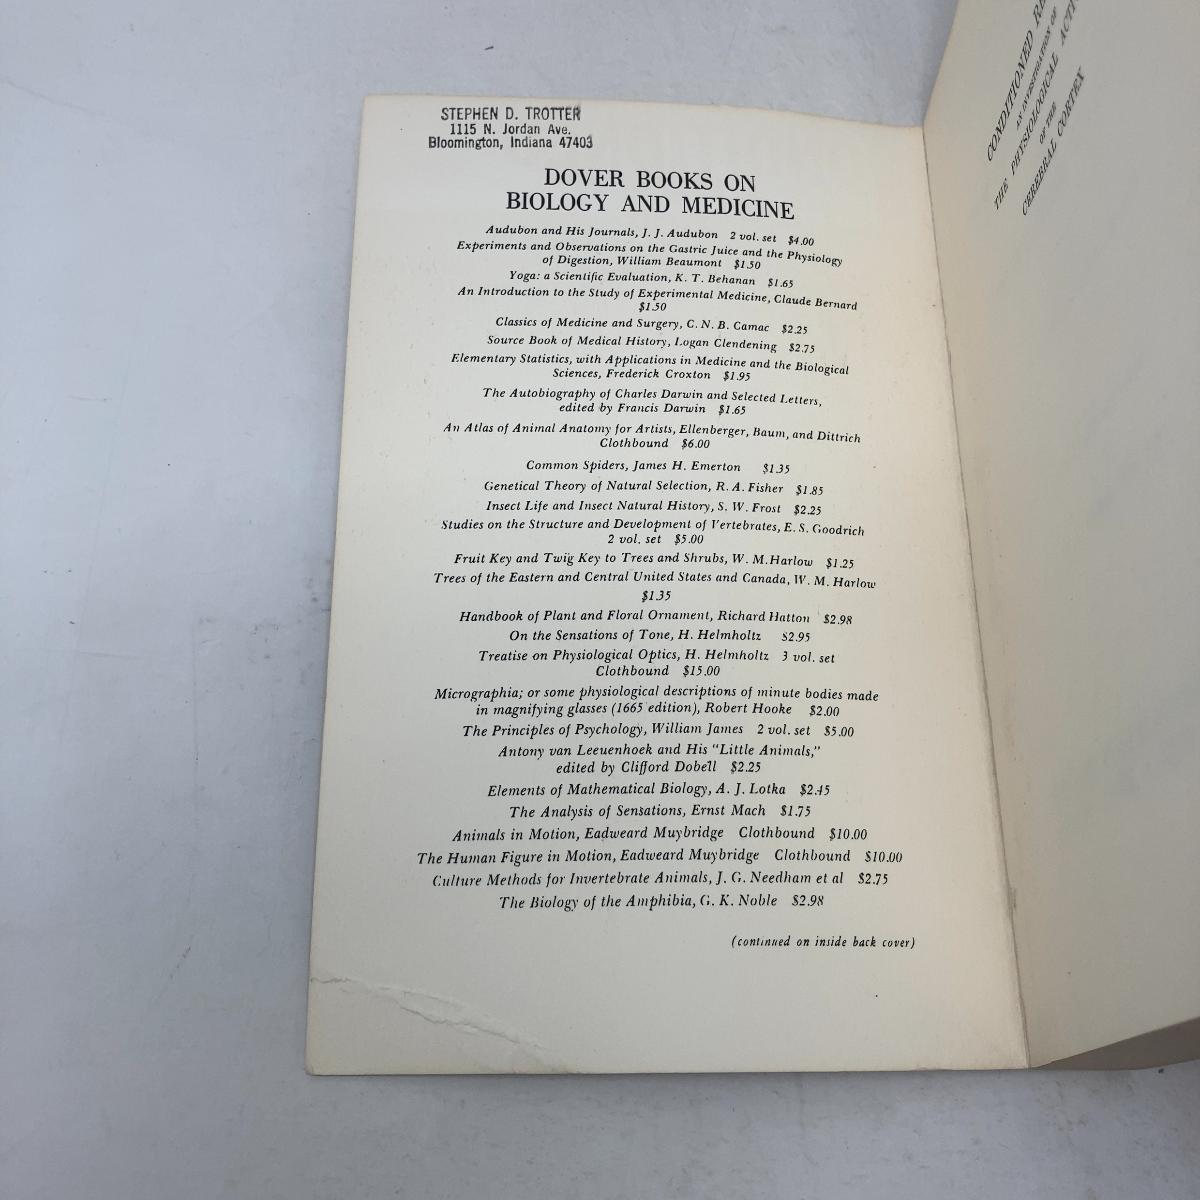 STEPHEN D. TROTTER
1115 N. Jordan Ave.
Bloomington, Indiana 47403
DOVER BOOKS ON
BIOLOGY AND MEDICINE
Audubon and His Journals, J. J. Audubon 2 vol. set $4.00
Experiments and Observations on the Gastric Juice and the Physiology
of Digestion, William Beaumont $1.50
Yoga: a Scientific Evaluation, K. T. Behanan $1.65
An Introduction to the Study of Experimental Medicine, Claude Bernard
$1.50
Classics of Medicine and Surgery, C. N. B. Camac $2.25
Source Book of Medical History, Logan Clendening $2.75
Elementary Statistics, with Applications in Medicine and the Biological
Sciences, Frederick Croxton $1.95
The Autobiography of Charles Darwin and Selected Letters,
edited by Francis Darwin $1.65
An Atlas of Animal Anatomy for Artists, Ellenberger, Baum, and Dittrich
Clothbound $6.00
Common Spiders, James H. Emerton $1.35
Genetical Theory of Natural Selection, R. A. Fisher $1.85
Insect Life and Insect Natural History, S. W. Frost $2.25
Studies on the Structure and Development of Vertebrates, E. S. Goodrich
2 vol. set $5.00
Fruit Key and Twig Key to Trees and Shrubs, W. M. Harlow $1.25
Trees of the Eastern and Central United States and Canada, W. M. Harlow
$1.35
Handbook of Plant and Floral Ornament, Richard Hatton $2.98
On the Sensations of Tone, H. Helmholtz $2.95
Treatise on Physiological Optics, H. Helmholtz 3 vol. set
Clothbound $15.00
Micrographia; or some physiological descriptions of minute bodies made
in magnifying glasses (1665 edition), Robert Hooke $2.00
The Principles of Psychology, William James 2 vol. set $5.00
Antony van Leeuenhoek and His "Little Animals,"
edited by Clifford Dobell $2.25
Elements of Mathematical Biology, A. J. Lotka $2.45
The Analysis of Sensations, Ernst Mach $1.75
Animals in Motion, Eadweard Muybridge Clothbound $10.00
The Human Figure in Motion, Eadweard Muybridge Clothbound $10.00
Culture Methods for Invertebrate Animals, J. G. Needham et al $2.75
The Biology of the Amphibia, G. K. Noble $2.98
(continued on inside back cover)
CONDITIONED
AN INVESTIGATION OF
THE PHYSIOLOGICAL
OF THE
CEREBRAL CORTEX